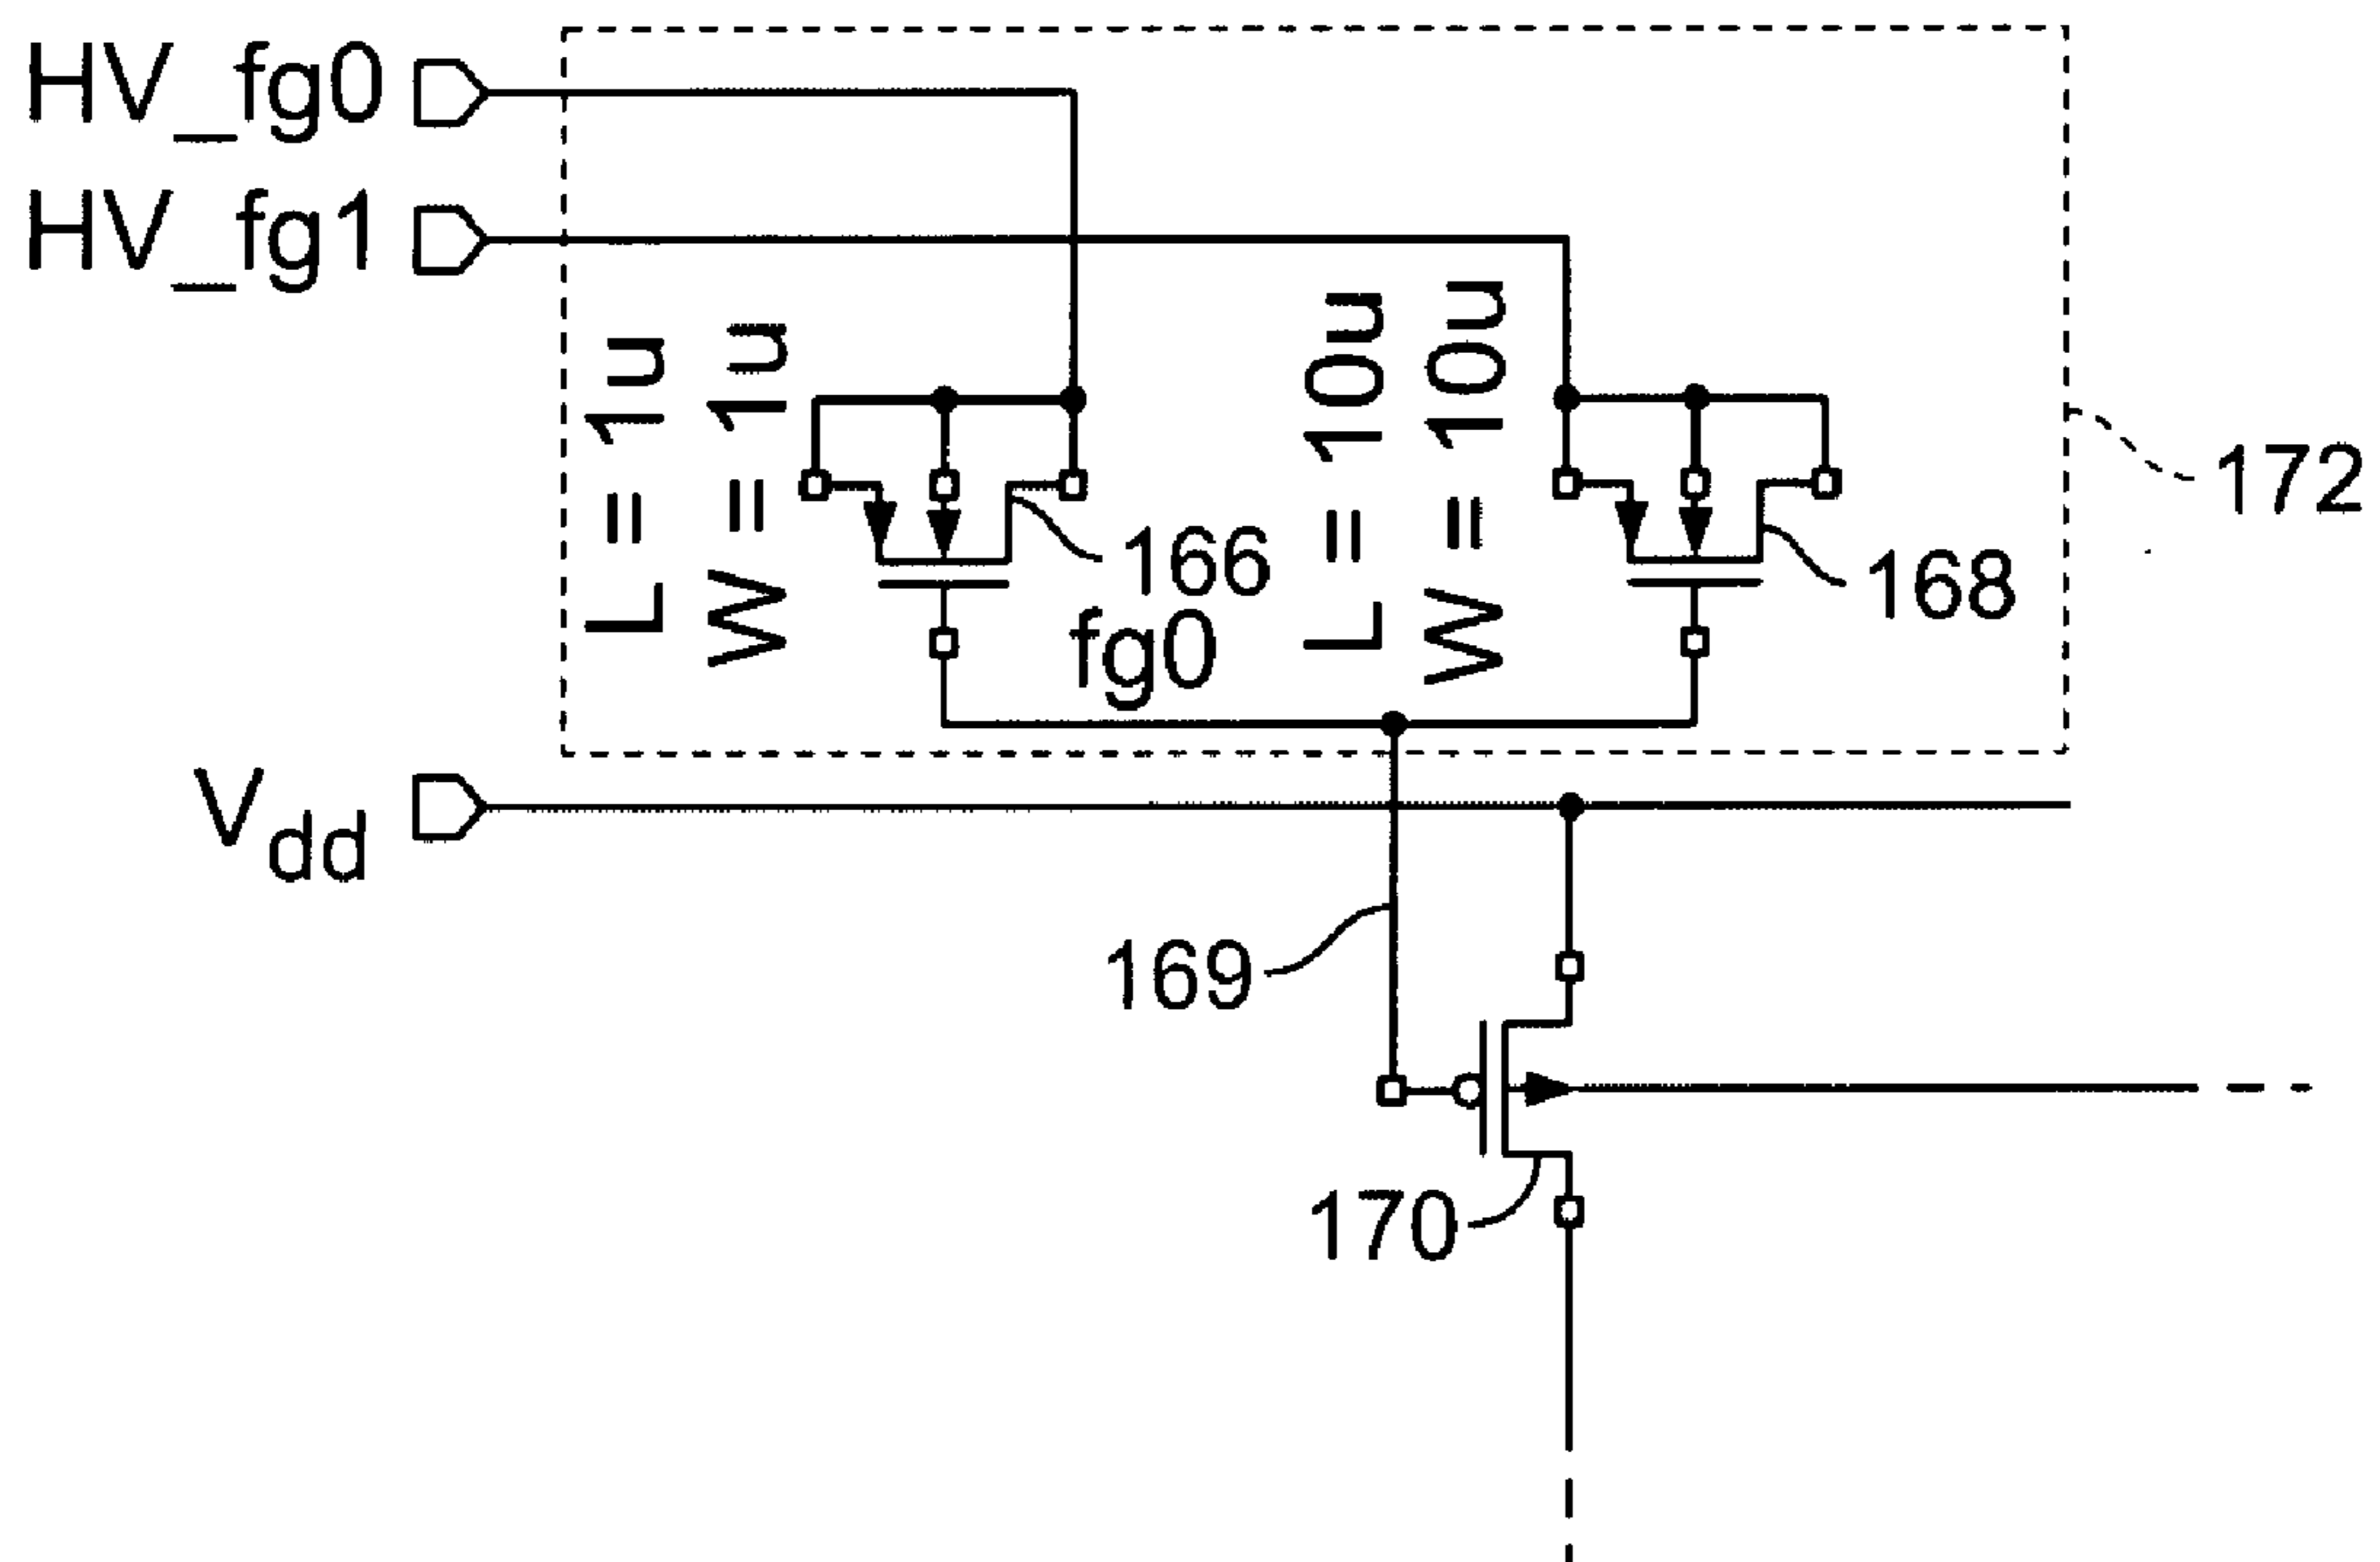 HV_fg0
HV_fg1
L = 1u
W = 1u
L = 10u
W = 10u
166
fg0
168
172
Vdd
169
170